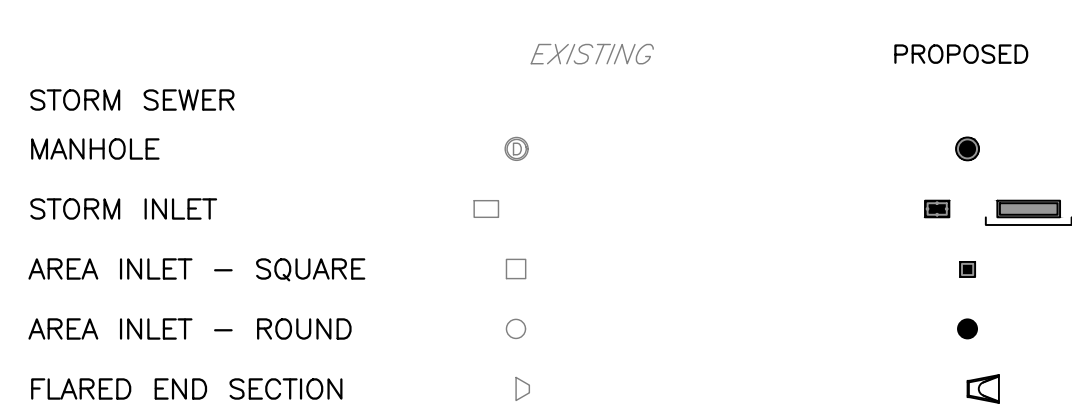 EXISTING PROPOSED
STORM SEWER
MANHOLE D
STORM INLET
AREA INLET – SQUARE
AREA INLET – ROUND
FLARED END SECTION